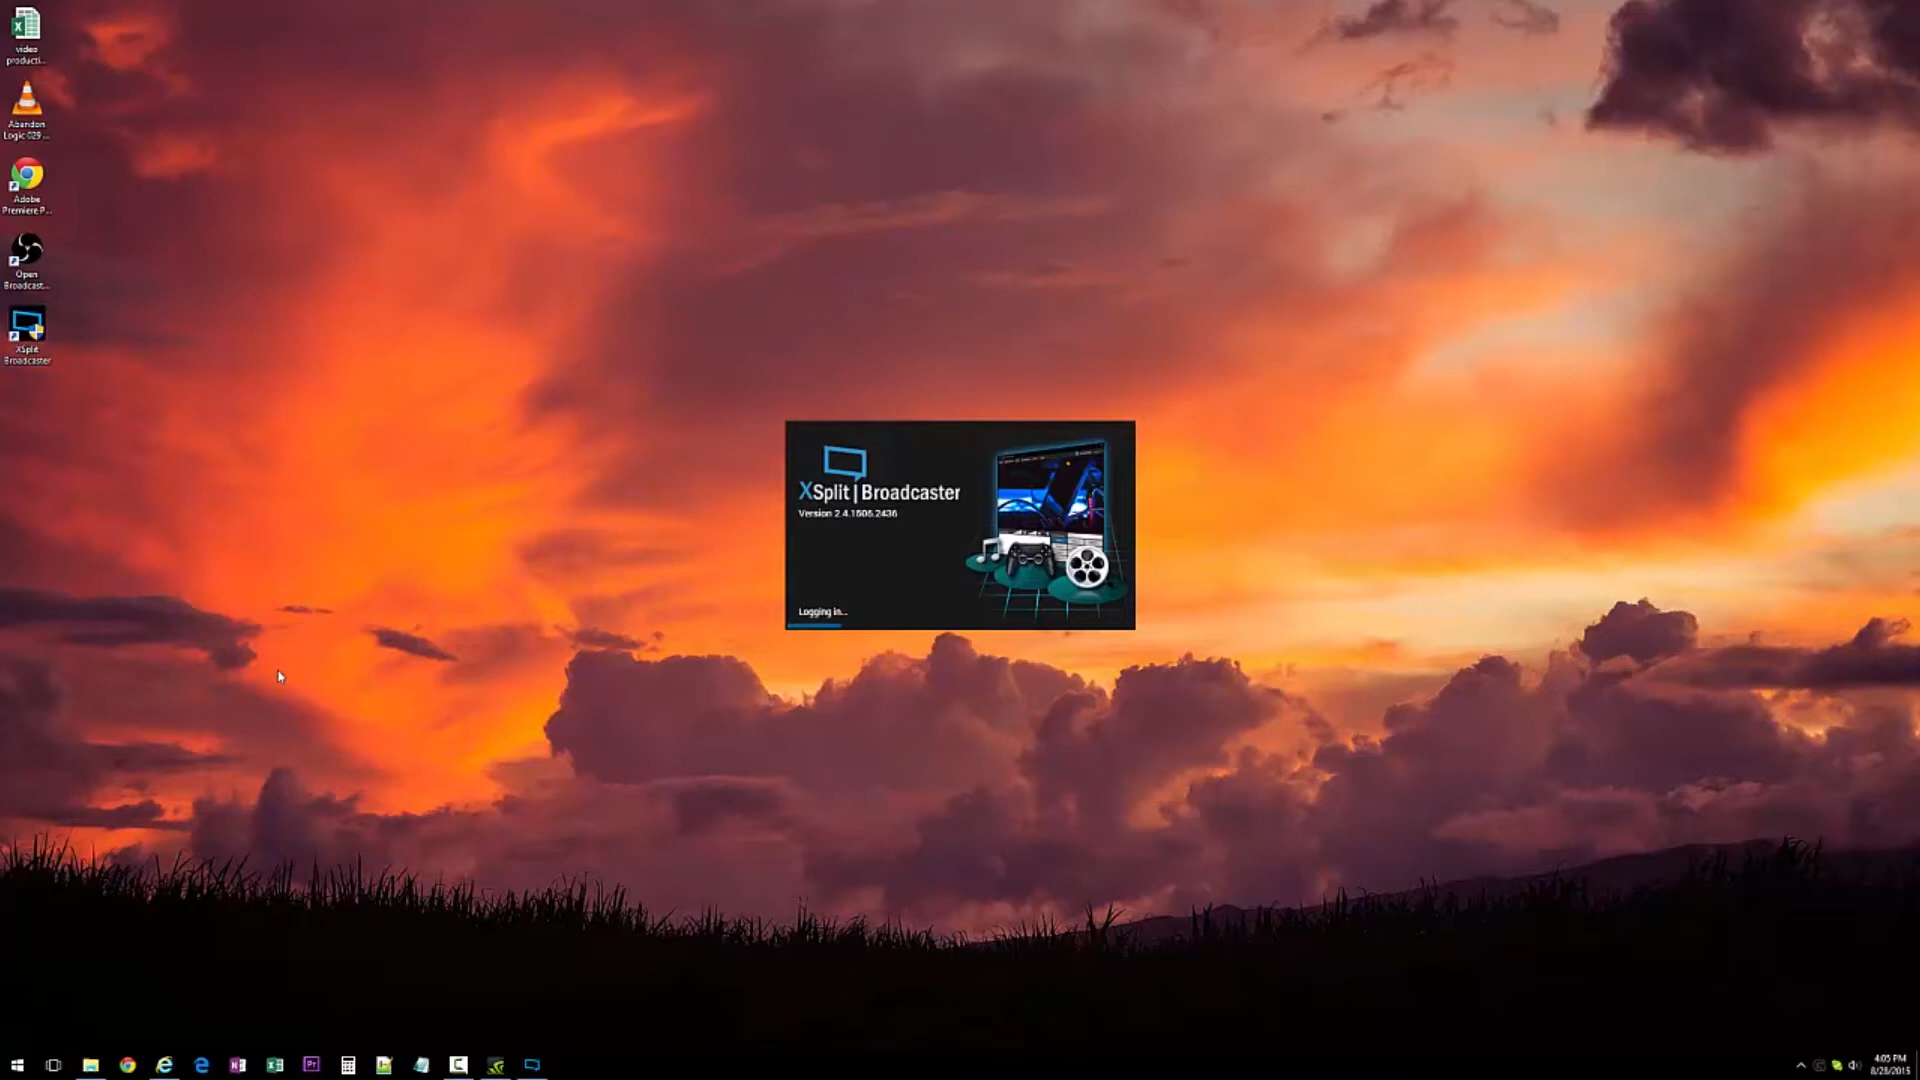 video
producti...
Abandon
Logic 029 ...
Adobe
Premiere P...
Open
Broadcast...
XSplit
Broadcaster
XSplit | Broadcaster
Version 2.4.1506.2436
Logging in...
4:05 PM
8/28/2015